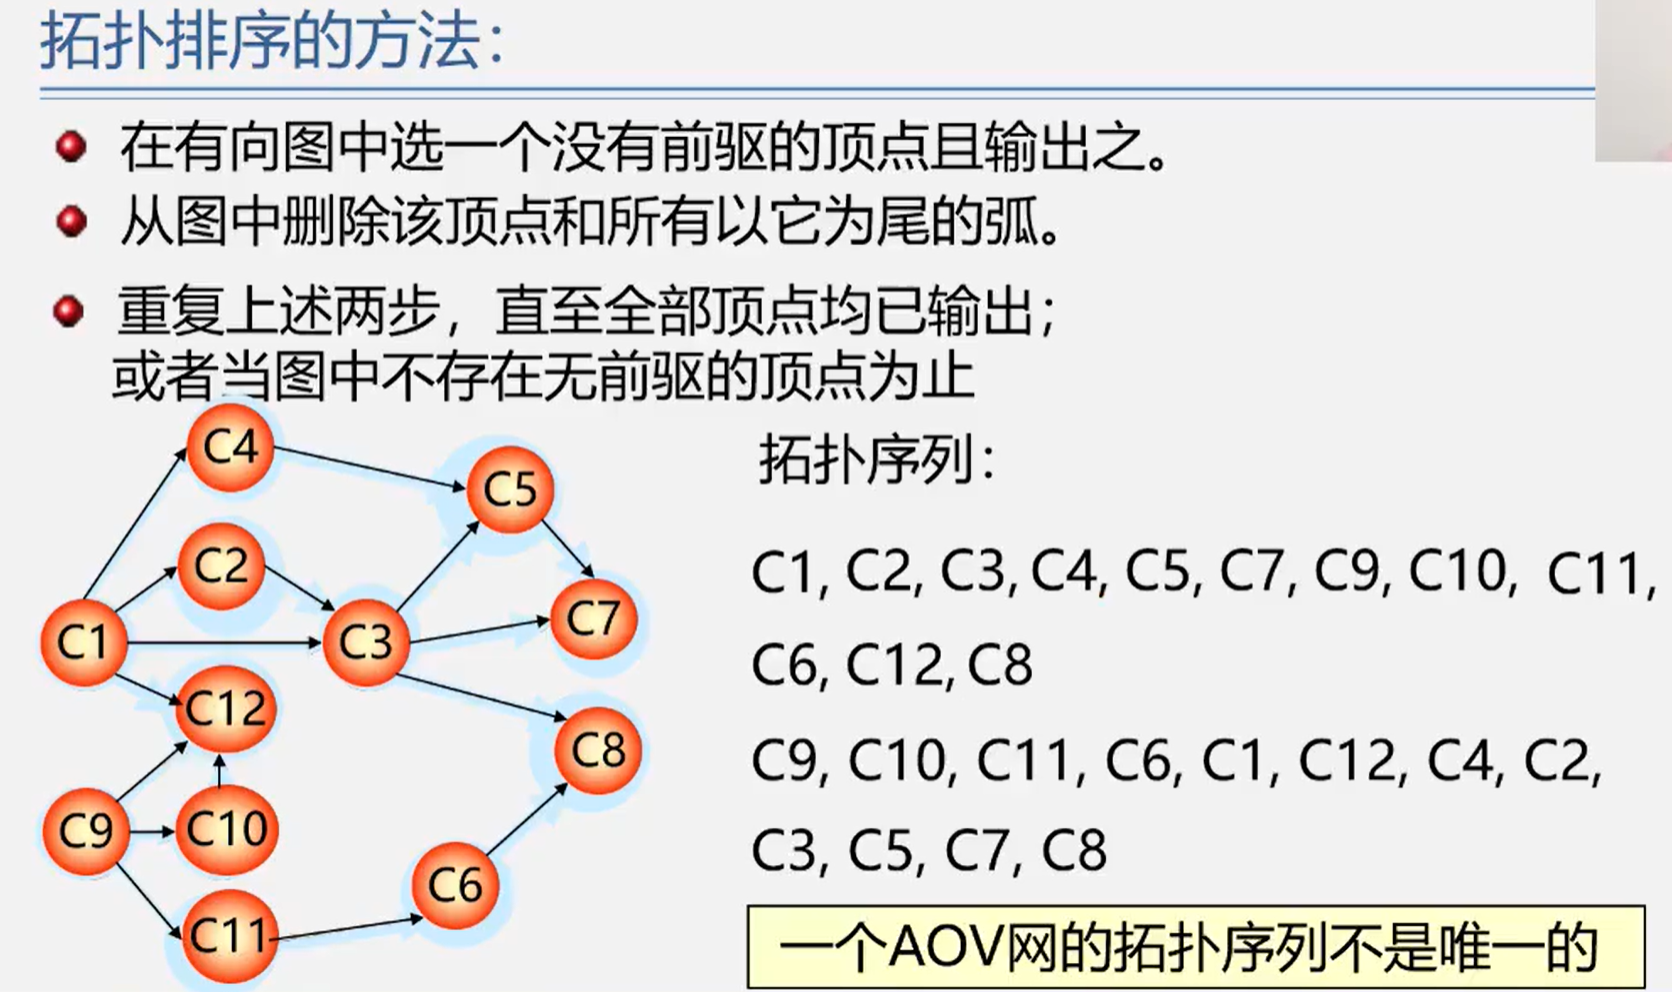 拓扑排序的方法：
在有向图中选一个没有前驱的顶点且输出之。
从图中删除该顶点和所有以它为尾的弧。
重复上述两步，直至全部顶点均已输出；
或者当图中不存在无前驱的顶点为止
C4
C5
C2
C7
C1
C3
C12
C8
C9
C10
C6
C11
拓扑序列：
C1, C2, C3, C4, C5, C7, C9, C10, C11,
C6, C12, C8
C9, C10, C11, C6, C1, C12, C4, C2,
C3, C5, C7, C8
一个AOV网的拓扑序列不是唯一的